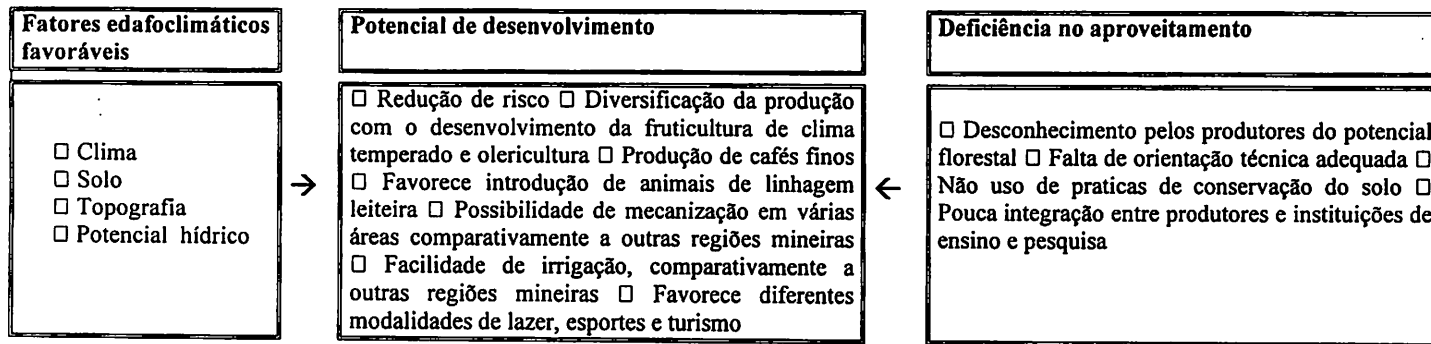 Fatores edafoclimáticos
favoráveis
□ Clima
□ Solo
□ Topografia
□ Potencial hídrico
→
Potencial de desenvolvimento
□ Redução de risco □ Diversificação da produção
com o desenvolvimento da fruticultura de clima
temperado e olericultura □ Produção de cafés finos
□ Favorece introdução de animais de linhagem
leiteira □ Possibilidade de mecanização em várias
áreas comparativamente a outras regiões mineiras
□ Facilidade de irrigação, comparativamente a
outras regiões mineiras □ Favorece diferentes
modalidades de lazer, esportes e turismo
←
Deficiência no aproveitamento
□ Desconhecimento pelos produtores do potencial
florestal □ Falta de orientação técnica adequada □
Não uso de praticas de conservação do solo □
Pouca integração entre produtores e instituições de
ensino e pesquisa